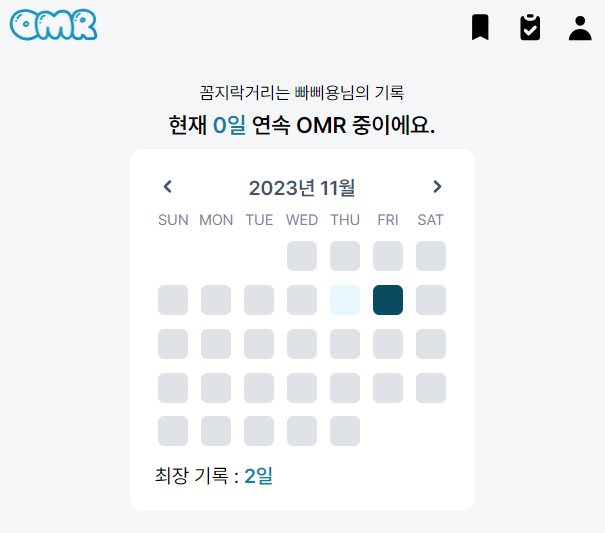 OMR
꼼지락거리는 빠삐용님의 기록
현재 0일 연속 OMR 중이에요.
2023년 11월
SUN MON TUE WED THU FRI SAT
최장 기록 : 2일